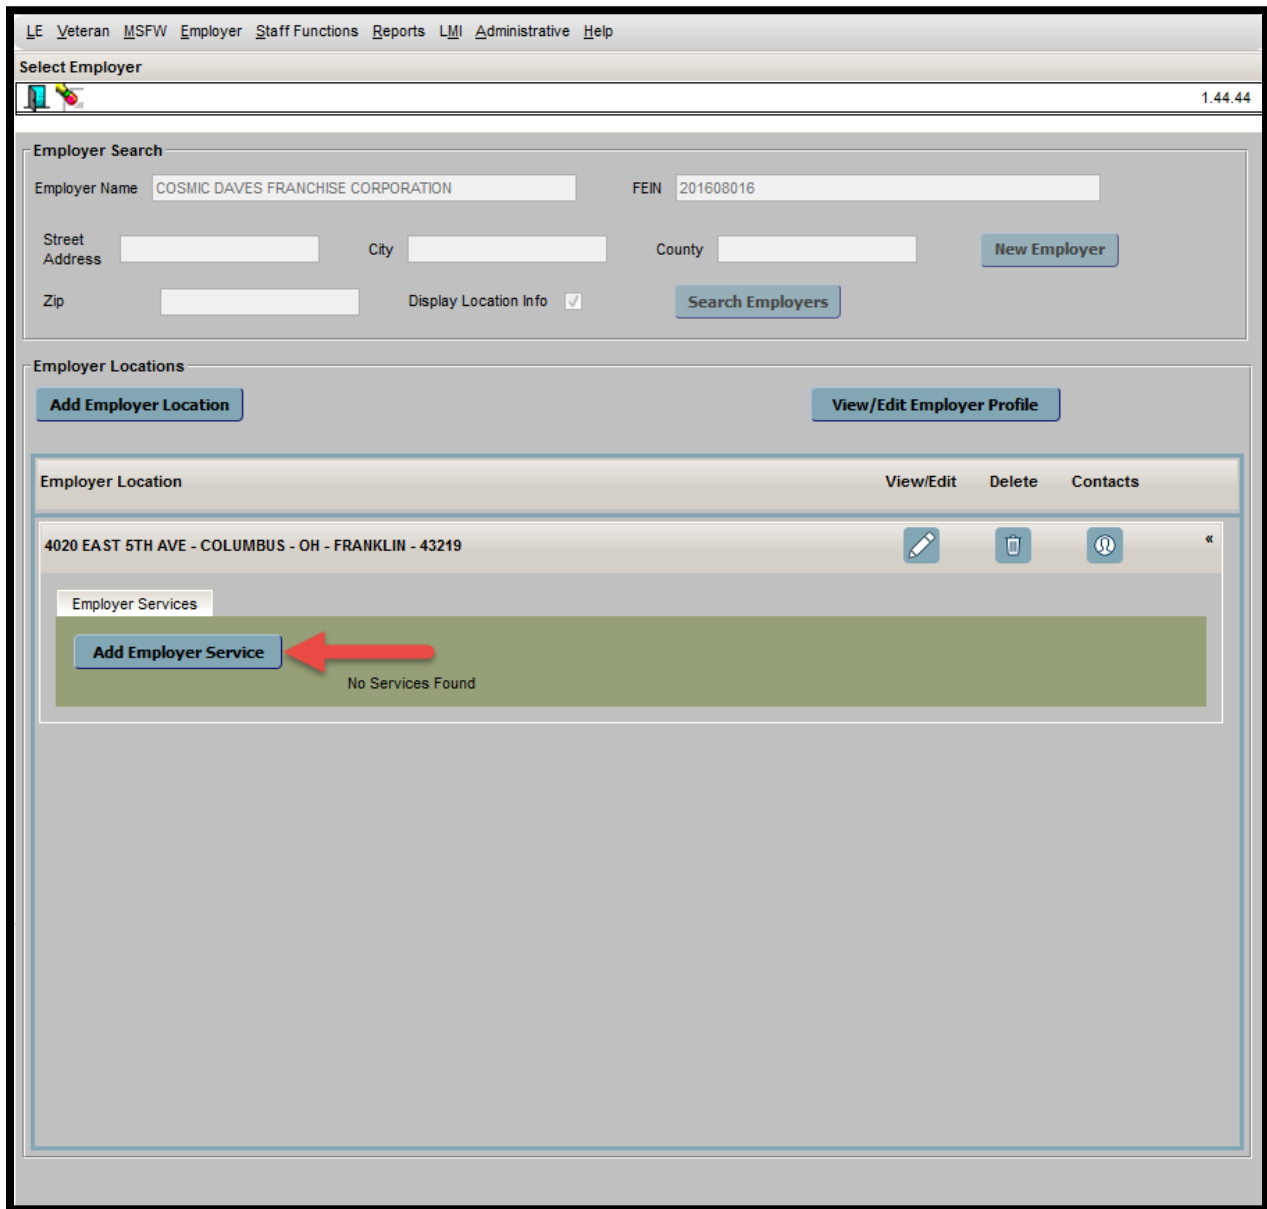 LE Veteran MSFW Employer Staff Functions Reports LMI Administrative Help
Select Employer
1.44.44
Employer Search
Employer Name COSMIC DAVES FRANCHISE CORPORATION FEIN 201608016
Street Address City County New Employer
Zip Display Location Info Search Employers
Employer Locations
Add Employer Location View/Edit Employer Profile
Employer Location View/Edit Delete Contacts
4020 EAST 5TH AVE - COLUMBUS - OH - FRANKLIN - 43219 «
Employer Services
Add Employer Service
No Services Found